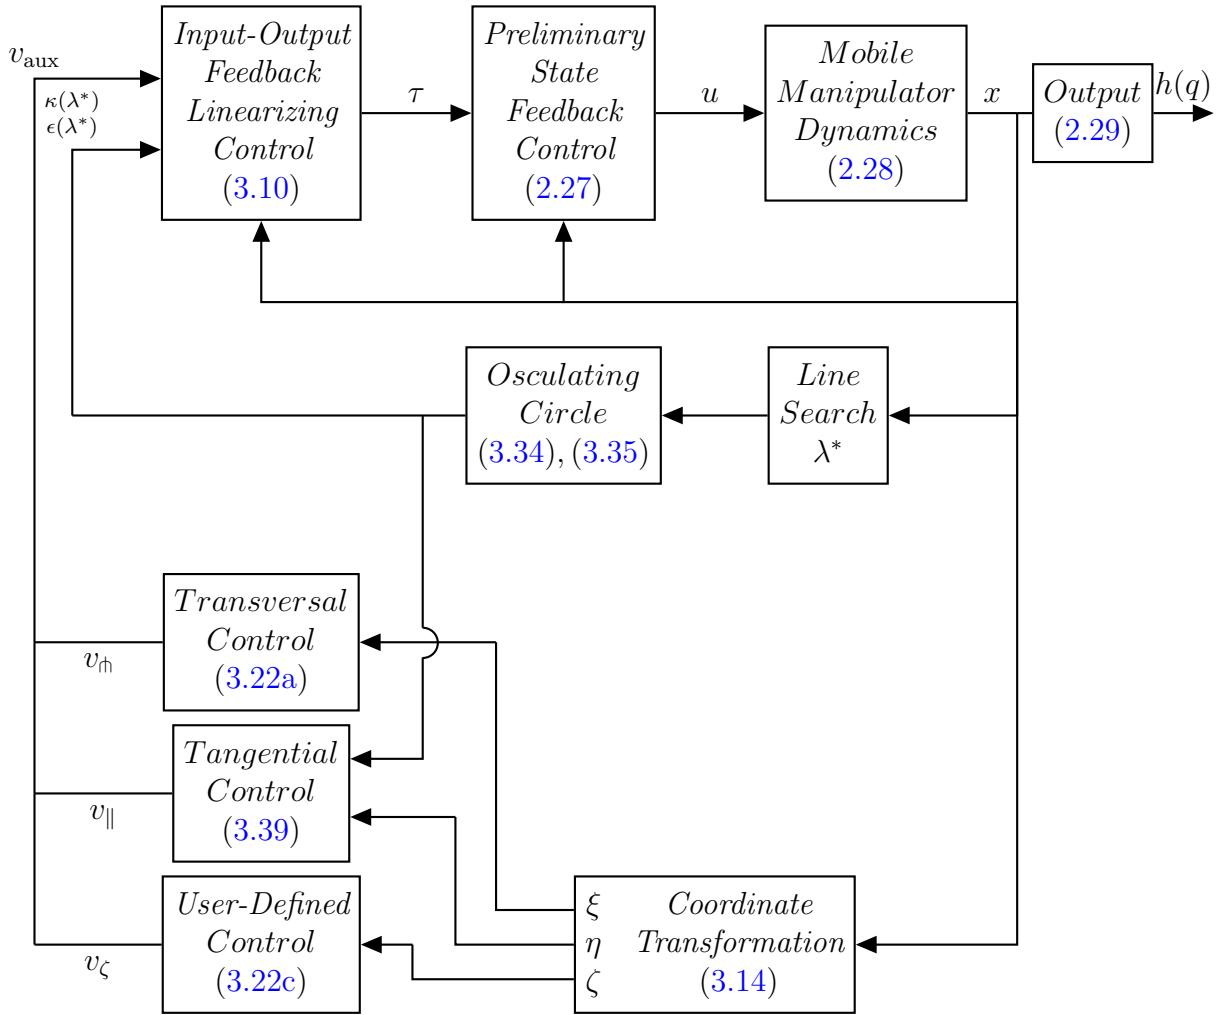 v_aux
κ(λ*)
ϵ(λ*)
Input-Output
Feedback
Linearizing
Control
(3.10)
τ
Preliminary
State
Feedback
Control
(2.27)
u
Mobile
Manipulator
Dynamics
(2.28)
x
Output
(2.29)
h(q)
Osculating
Circle
(3.34), (3.35)
Line
Search
λ*
Transversal
Control
(3.22a)
v_⋔
Tangential
Control
(3.39)
v_∥
User-Defined
Control
(3.22c)
v_ζ
ξ
η
ζ
Coordinate
Transformation
(3.14)